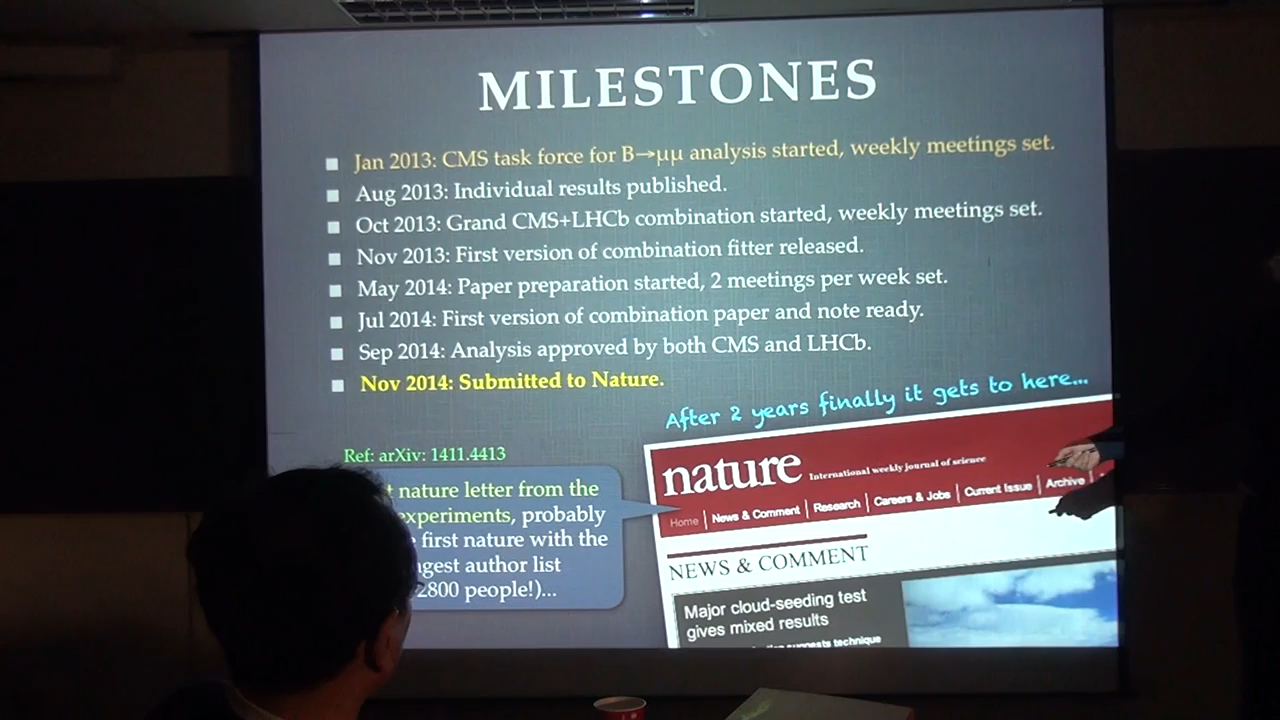 MILESTONES
Jan 2013: CMS task force for B→μμ analysis started, weekly meetings set.
Aug 2013: Individual results published.
Oct 2013: Grand CMS+LHCb combination started, weekly meetings set.
Nov 2013: First version of combination fitter released.
May 2014: Paper preparation started, 2 meetings per week set.
Jul 2014: First version of combination paper and note ready.
Sep 2014: Analysis approved by both CMS and LHCb.
Nov 2014: Submitted to Nature.
After 2 years finally it gets to here...
Ref: arXiv: 1411.4413
nature letter from the
experiments, probably
first nature with the
author list
2800 people!)...
nature International weekly journal of science
Home News & Comment Research Careers & Jobs Current Issue Archive
NEWS & COMMENT
Major cloud-seeding test
gives mixed results
suggests technique